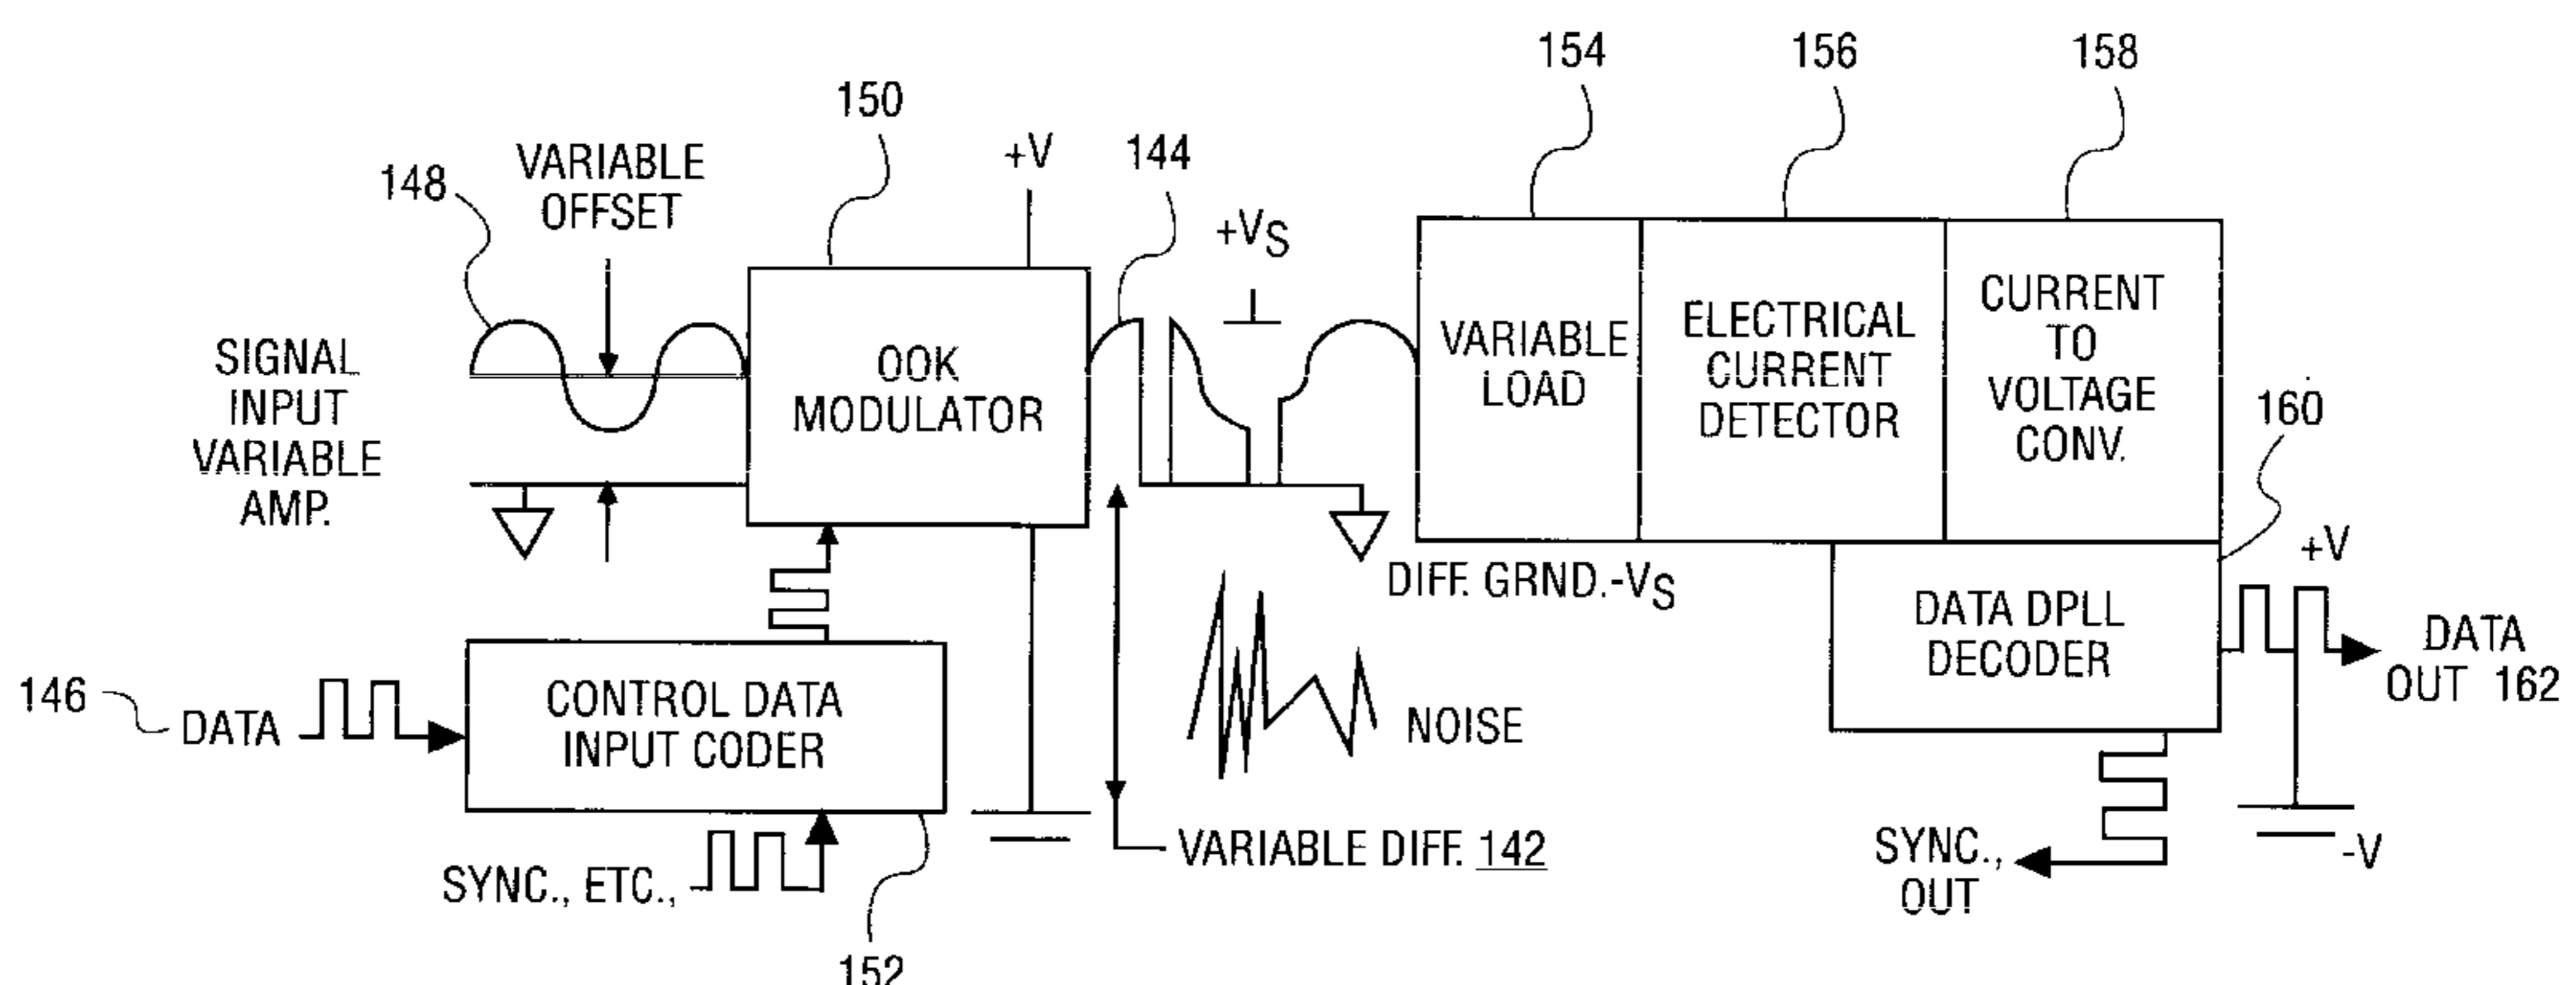 154
156
158
150
+V
144
148
VARIABLE
OFFSET
+VS
SIGNAL
INPUT
VARIABLE
AMP.
OOK
MODULATOR
VARIABLE
LOAD
ELECTRICAL
CURRENT
DETECTOR
CURRENT
TO
VOLTAGE
CONV.
160
DIFF. GRND.-VS
+V
DATA DPLL
DECODER
DATA
OUT 162
146
DATA
CONTROL DATA
INPUT CODER
NOISE
SYNC., ETC.,
VARIABLE DIFF. 142
SYNC.,
OUT
-V
152